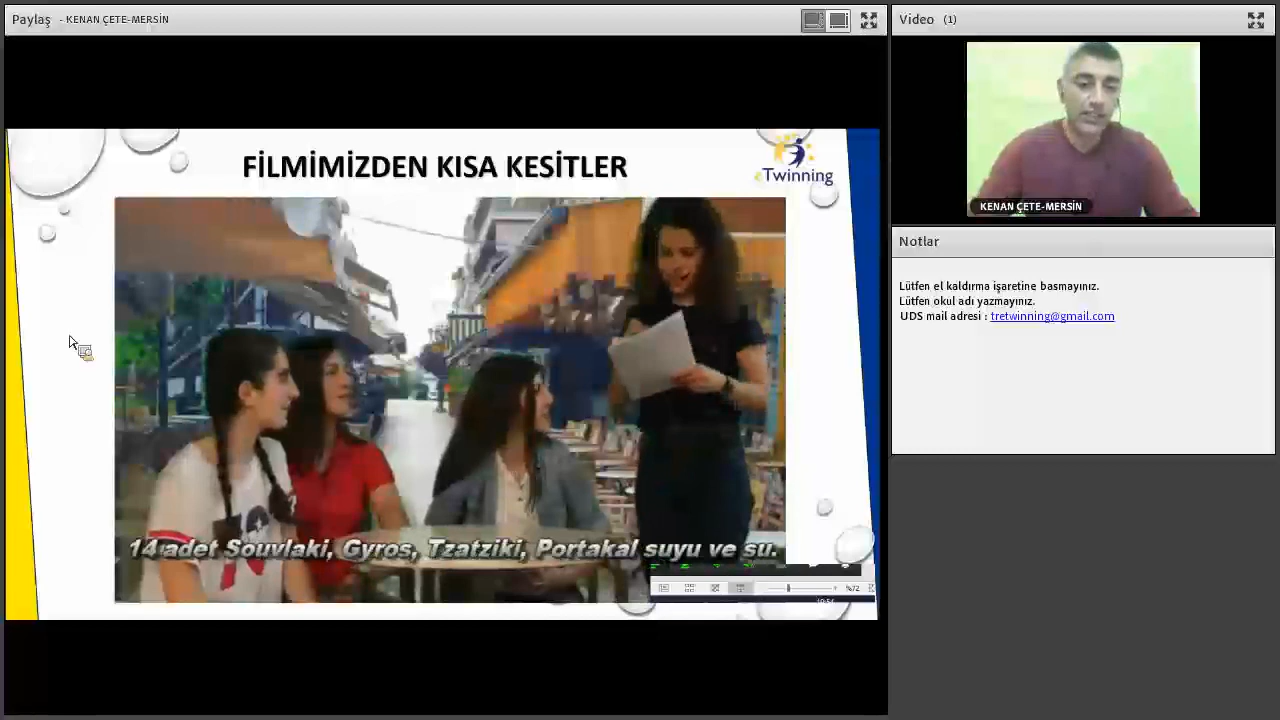 Paylaş - KENAN ÇETE-MERSİN
FİLMİMİZDEN KISA KESİTLER
eTwinning
14 adet Souvlaki, Gyros, Tzatziki, Portakal suyu ve su.
%72
Video (1)
KENAN ÇETE-MERSİN
Notlar
Lütfen el kaldırma işaretine basmayınız.
Lütfen okul adı yazmayınız.
UDS mail adresi : tretwinning@gmail.com